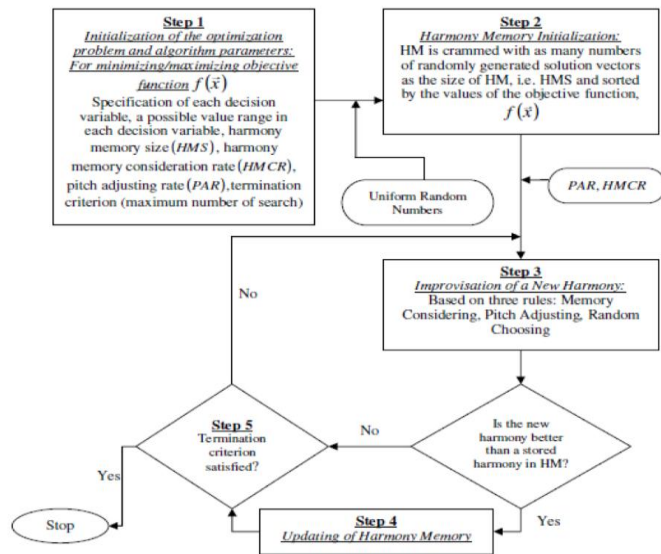 Step 1
Initialization of the optimization
problem and algorithm parameters:
For minimizing/maximizing objective
function f(x⃗)
Specification of each decision
variable, a possible value range in
each decision variable, harmony
memory size(HMS), harmony
memory consideration rate(HMCR),
pitch adjusting rate(PAR),termination
criterion (maximum number of search)
Step 2
Harmony Memory Initialization:
HM is crammed with as many numbers
of randomly generated solution vectors
as the size of HM, i.e. HMS and sorted
by the values of the objective function,
f(x⃗)
Uniform Random
Numbers
PAR, HMCR
Step 3
Improvisation of a New Harmony:
Based on three rules: Memory
Considering, Pitch Adjusting, Random
Choosing
No
Is the new
harmony better
than a stored
harmony in HM?
No
Yes
Step 4
Updating of Harmony Memory
Step 5
Termination
criterion
satisfied?
Yes
Stop